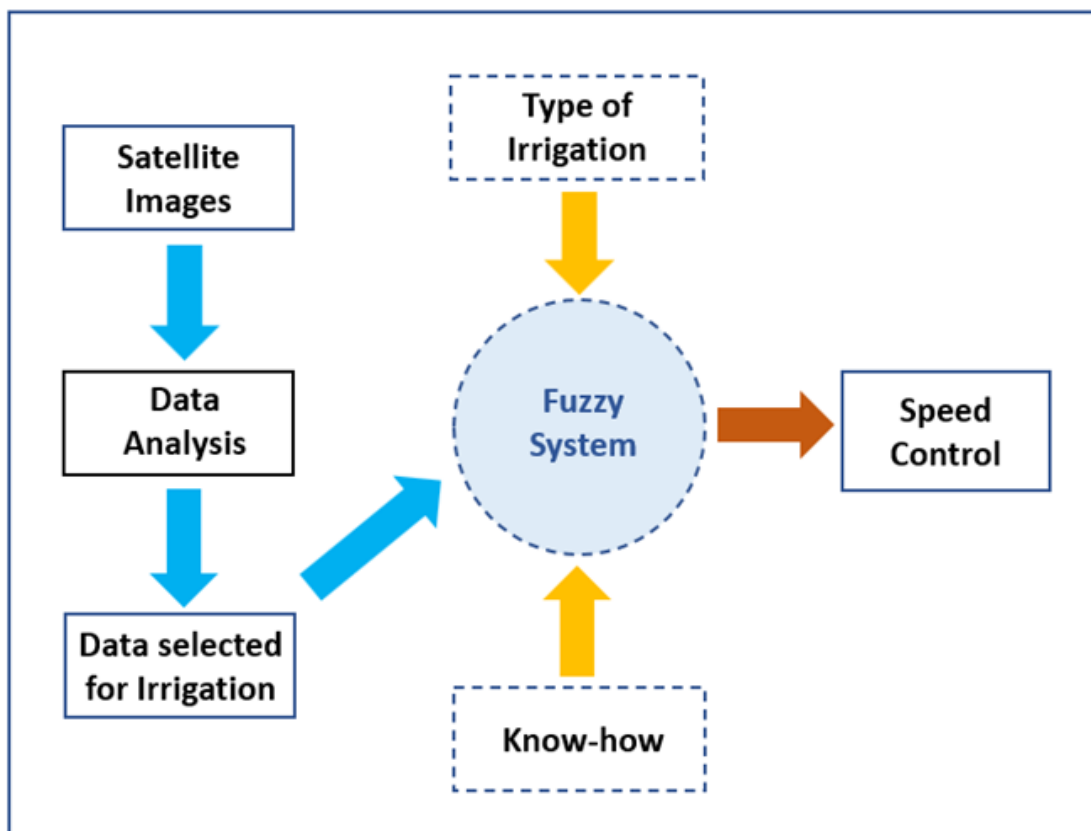 Satellite
Images
Data
Analysis
Data selected
for Irrigation
Type of
Irrigation
Fuzzy
System
Know-how
Speed
Control